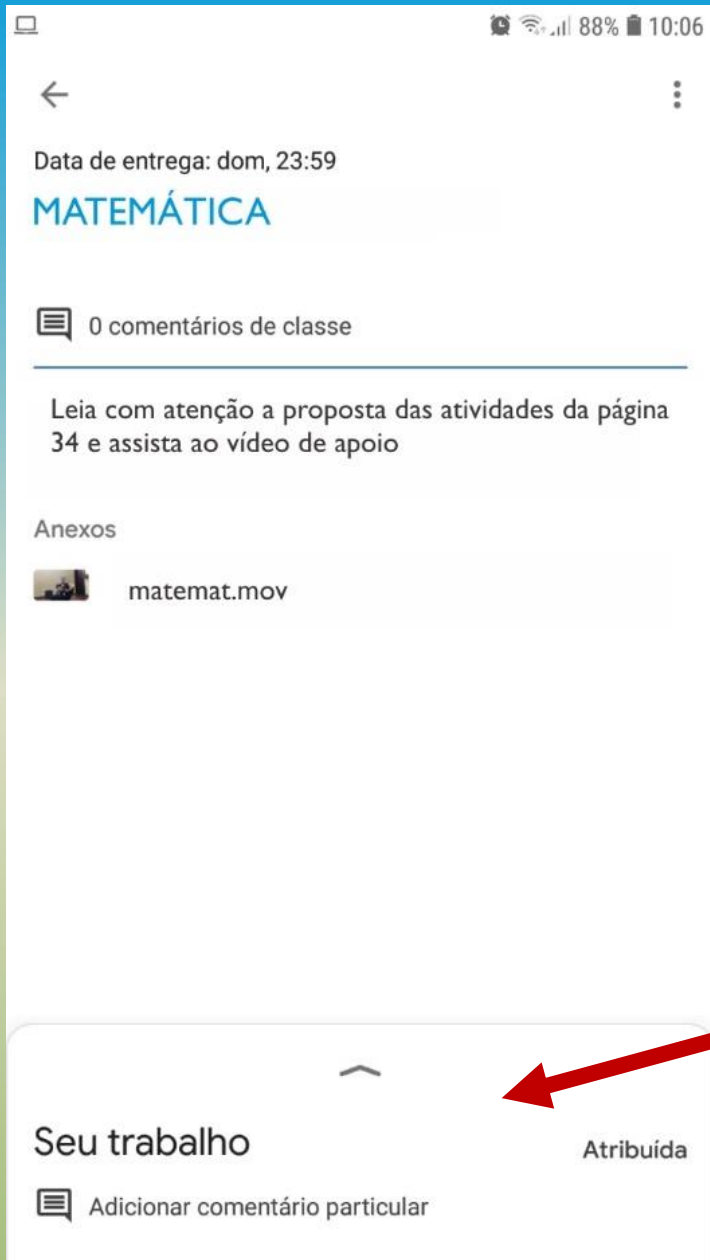 88% 10:06
Data de entrega: dom, 23:59
MATEMÁTICA
0 comentários de classe
Leia com atenção a proposta das atividades da página
34 e assista ao vídeo de apoio
Anexos
matemat.mov
Seu trabalho
Atribuída
Adicionar comentário particular